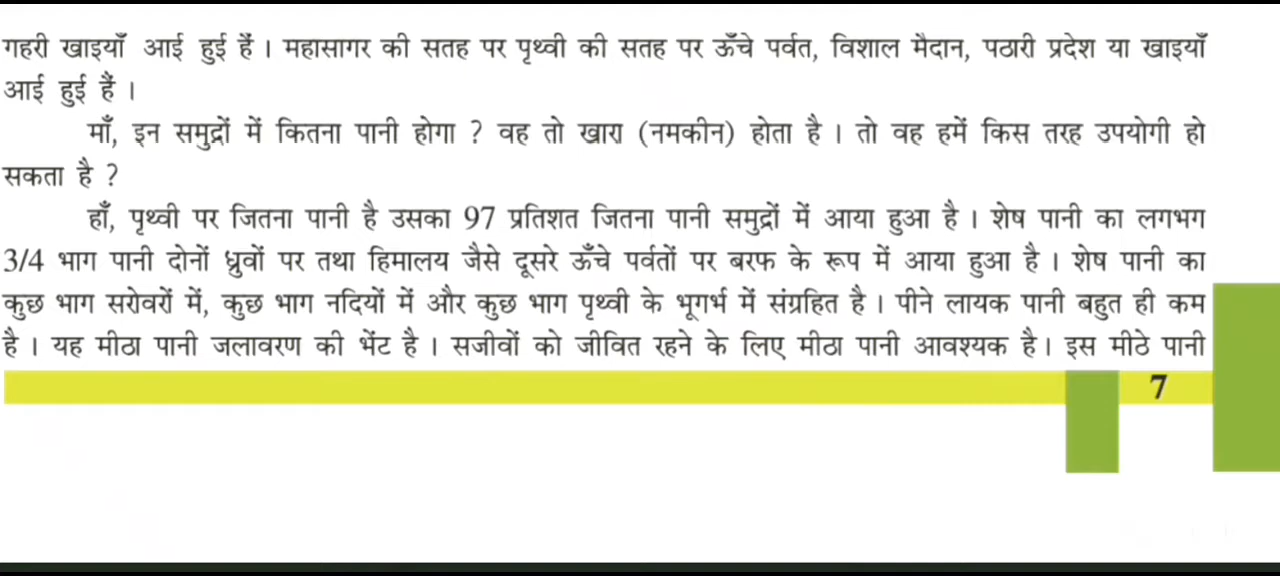 गहरी खाइयाँ आई हुई हैं । महासागर की सतह पर पृथ्वी की सतह पर ऊँचे पर्वत, विशाल मैदान, पठारी प्रदेश या खाइयाँ
आई हुई हैं ।
माँ, इन समुद्रों में कितना पानी होगा ? वह तो खारा (नमकीन) होता है । तो वह हमें किस तरह उपयोगी हो
सकता है ?
हाँ, पृथ्वी पर जितना पानी है उसका 97 प्रतिशत जितना पानी समुद्रों में आया हुआ है । शेष पानी का लगभग
3/4 भाग पानी दोनों ध्रुवों पर तथा हिमालय जैसे दूसरे ऊँचे पर्वतों पर बरफ के रूप में आया हुआ है । शेष पानी का
कुछ भाग सरोवरों में, कुछ भाग नदियों में और कुछ भाग पृथ्वी के भूगर्भ में संग्रहित है । पीने लायक पानी बहुत ही कम
है । यह मीठा पानी जलावरण की भेंट है । सजीवों को जीवित रहने के लिए मीठा पानी आवश्यक है। इस मीठे पानी
7